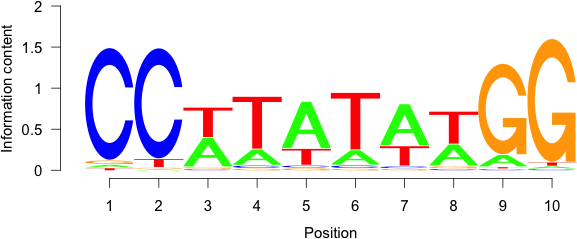 2
1.5
1
0.5
0
Information content
CCTTATATGG
AAATTAAT
1 2 3 4 5 6 7 8 9 10
Position